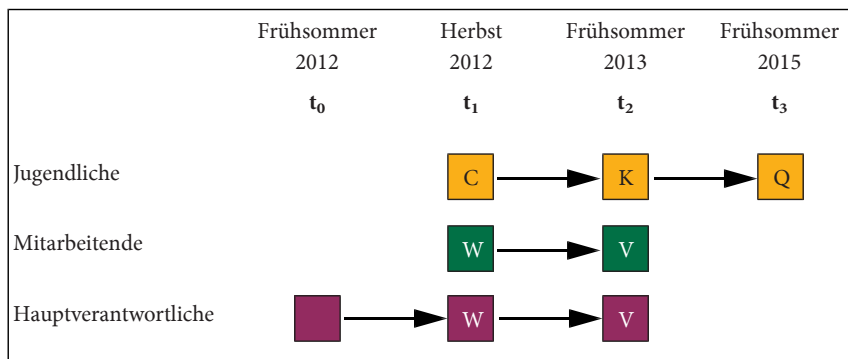 Frühsommer Herbst Frühsommer Frühsommer
2012 2012 2013 2015
t0 t1 t2 t3
Jugendliche C K Q
Mitarbeitende W V
Hauptverantwortliche W V